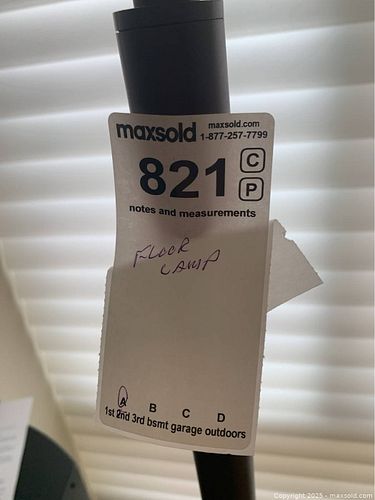 maxsold maxsold.com
1-877-257-7799
821 C
P
notes and measurements
FLOOR
LAMP
A B C D
1st 2nd 3rd bsmt garage outdoors
Copyright 2025 - maxsold.com